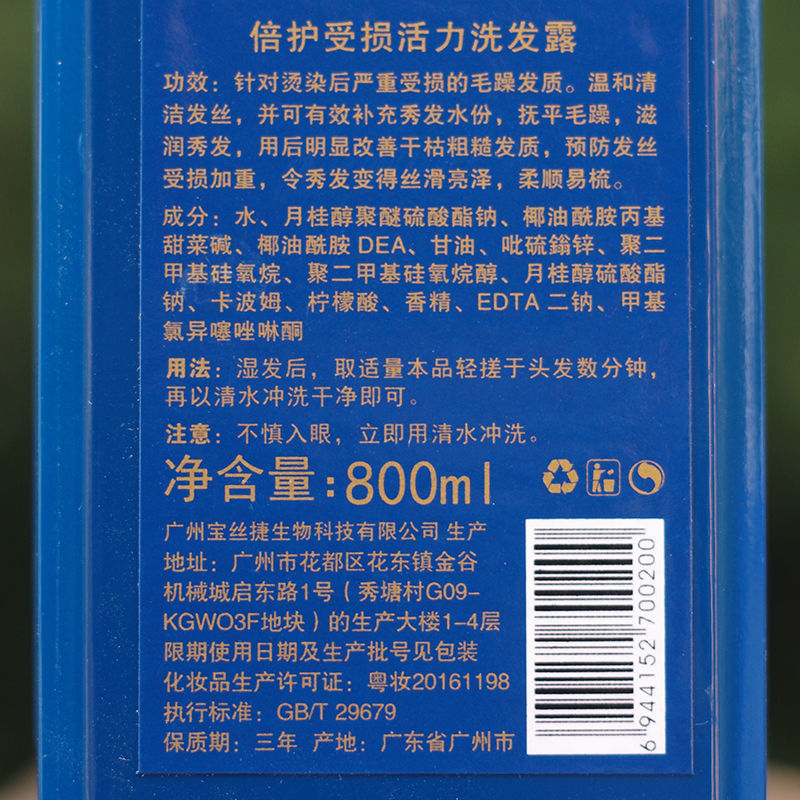 倍护受损活力洗发露
功效：针对烫染后严重受损的毛躁发质。温和清
洁发丝，并可有效补充秀发水份，抚平毛躁，滋
润秀发，用后明显改善干枯粗糙发质，预防发丝
受损加重，令秀发变得丝滑亮泽，柔顺易梳。
成分：水、月桂醇聚醚硫酸酯钠、椰油酰胺丙基
甜菜碱、椰油酰胺DEA、甘油、吡硫鎓锌、聚二
甲基硅氧烷、聚二甲基硅氧烷醇、月桂醇硫酸酯
钠、卡波姆、柠檬酸、香精、EDTA 二钠、甲基
氯异噻唑啉酮
用法：湿发后，取适量本品轻搓于头发数分钟，
再以清水冲洗干净即可。
注意：不慎入眼，立即用清水冲洗。
净含量：800ml
广州宝丝捷生物科技有限公司 生产
地址：广州市花都区花东镇金谷
机械城启东路1号（秀塘村G09-
KGWO3F地块）的生产大楼1-4层
限期使用日期及生产批号见包装
化妆品生产许可证：粤妆20161198
执行标准：GB/T 29679
保质期：三年 产地：广东省广州市
6 944152 700200